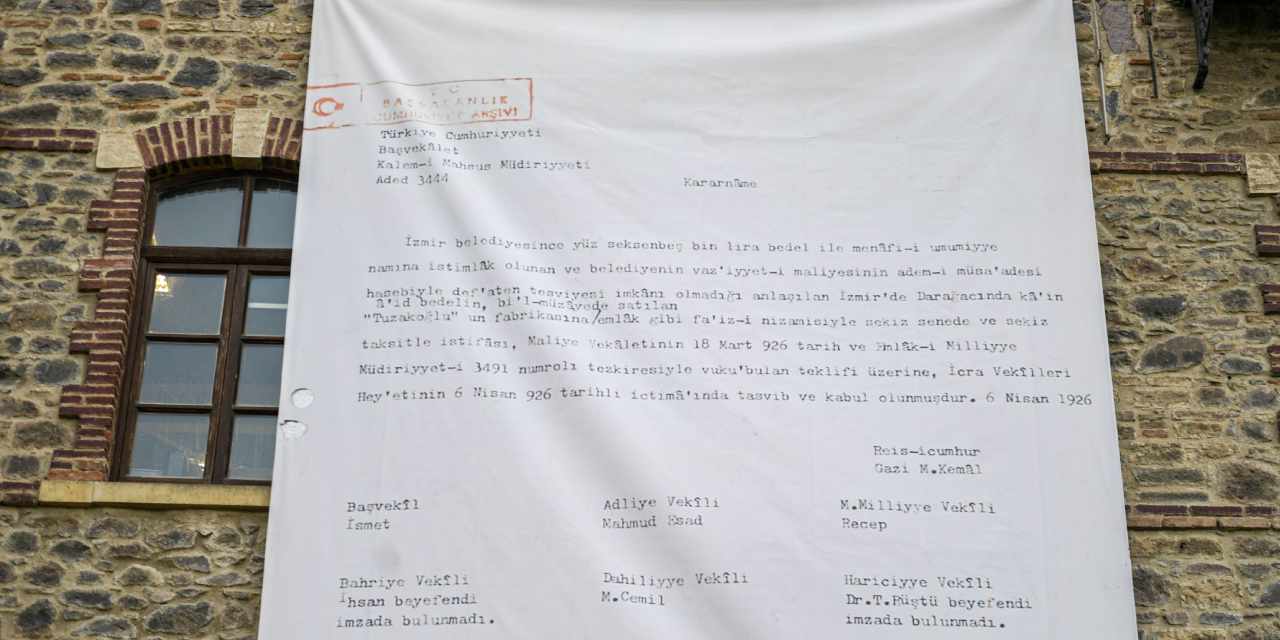 T C
BAŞBAKANLIK
CUMHURİYET ARŞİVİ
Türkiye Cumhuriyyeti
Başvekâlet
Kalem-i Mahsus Müdiriyyeti
Aded 3444
Kararnâme
İzmir belediyesince yüz seksenbeş bin lira bedel ile menâfi-i umumiyye
namına istimlâk olunan ve belediyenin vaz'iyyet-i maliyesinin adem-i müsa'adesi
hasebiyle def'aten tesviyesi imkânı olmadığı anlaşılan İzmir'de Darağacında kâ'in
â'id bedelin, bi'l-müzâyede satılan
"Tuzakoğlu" un fabrikasına/emlâk gibi fa'iz-i nizamisiyle sekiz senede ve sekiz
taksitle istifâsı, Maliye Vekâletinin 18 Mart 926 tarih ve Emlâk-i Milliyye
Müdiriyyet-i 3491 numrolı tezkiresiyle vuku'bulan teklifi üzerine, İcra Vekîlleri
Hey'etinin 6 Nisan 926 tarihli ictimâ'ında tasvib ve kabul olunmuşdur. 6 Nisan 1926
Reis-icumhur
Gazi M.Kemâl
Başvekîl
İsmet
Adliye Vekîli
Mahmud Esad
M.Milliyye Vekîli
Recep
Bahriye Vekîli
İhsan beyefendi
imzada bulunmadı.
Dahiliyye Vekîli
M.Cemil
Hariciyye Vekîli
Dr.T.Rüştü beyefendi
imzada bulunmadı.